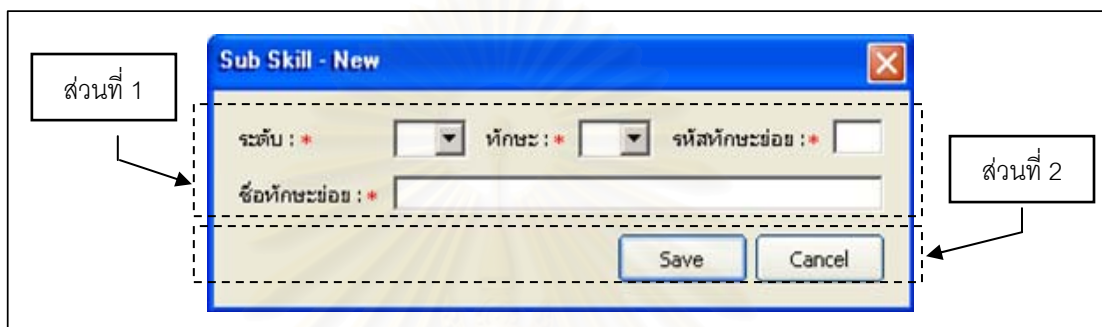 Sub Skill - New
ส่วนที่ 1
ระดับ : * ทักษะ : * รหัสทักษะย่อย : *
ชื่อทักษะย่อย : *
ส่วนที่ 2
Save Cancel